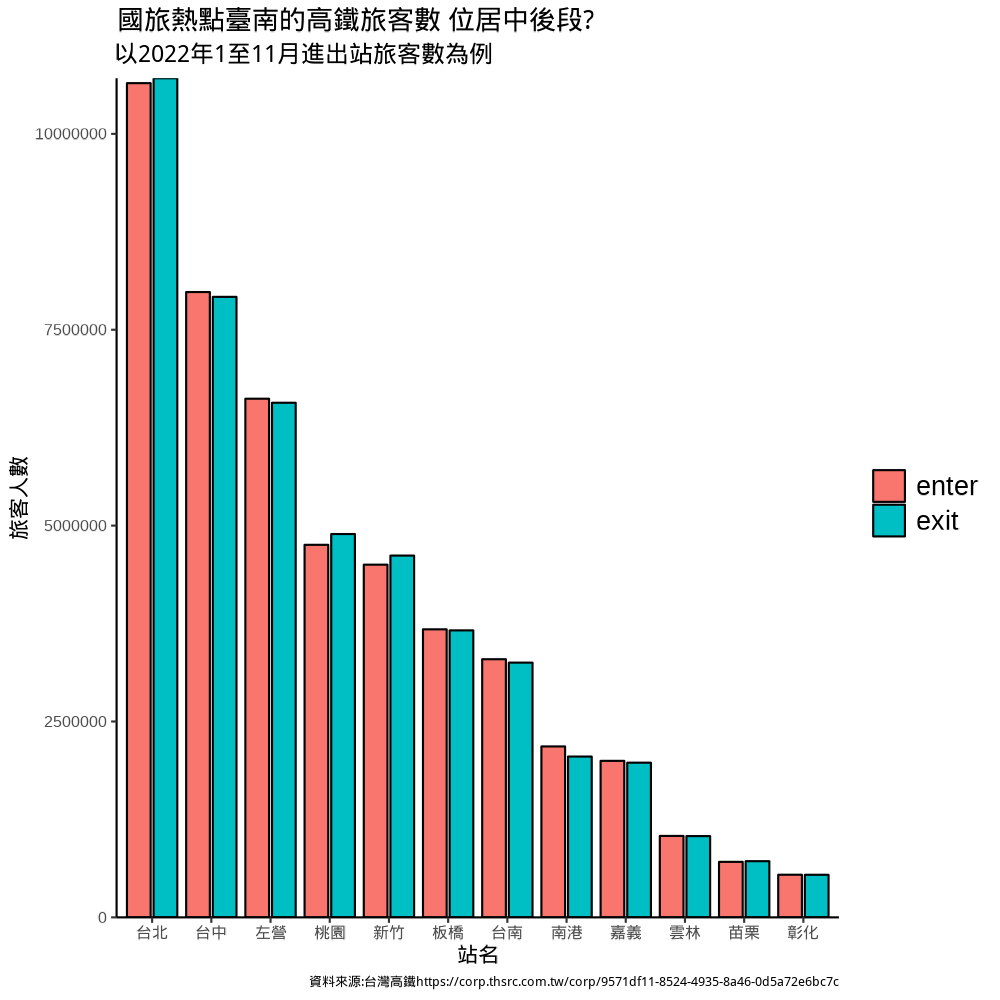 國旅熱點臺南的高鐵旅客數 位居中後段?
以2022年1至11月進出站旅客數為例
旅客人數
10000000
7500000
5000000
2500000
0
enter
exit
台北 台中 左營 桃園 新竹 板橋 台南 南港 嘉義 雲林 苗栗 彰化
站名
資料來源:台灣高鐵https://corp.thsrc.com.tw/corp/9571df11-8524-4935-8a46-0d5a72e6bc7c